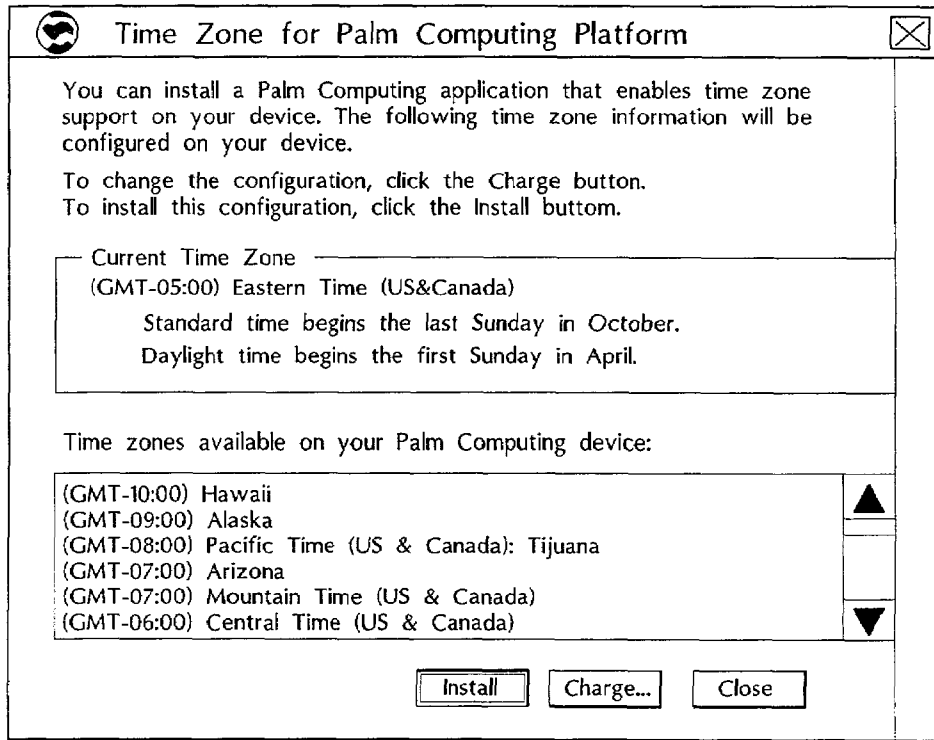 Time Zone for Palm Computing Platform
You can install a Palm Computing application that enables time zone
support on your device. The following time zone information will be
configured on your device.
To change the configuration, click the Charge button.
To install this configuration, click the Install buttom.
Current Time Zone
(GMT-05:00) Eastern Time (US&Canada)
Standard time begins the last Sunday in October.
Daylight time begins the first Sunday in April.
Time zones available on your Palm Computing device:
(GMT-10:00) Hawaii
(GMT-09:00) Alaska
(GMT-08:00) Pacific Time (US & Canada): Tijuana
(GMT-07:00) Arizona
(GMT-07:00) Mountain Time (US & Canada)
(GMT-06:00) Central Time (US & Canada)
Install Charge... Close